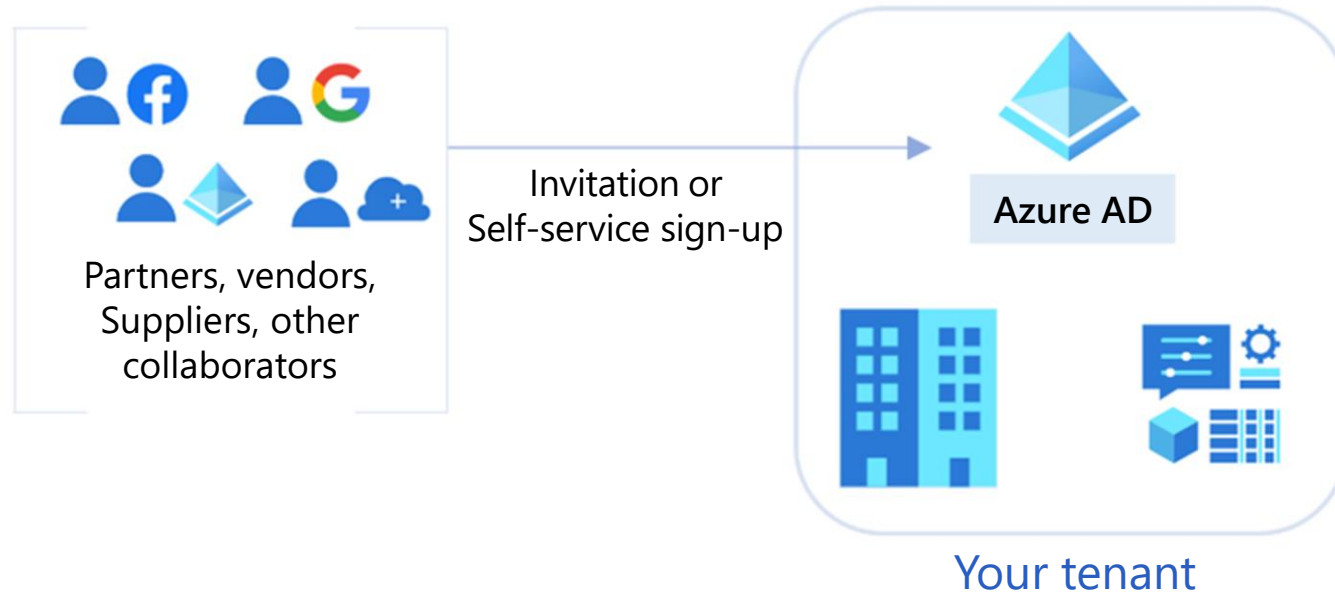 Invitation or
Self-service sign-up
Partners, vendors,
Suppliers, other
collaborators
Azure AD
Your tenant